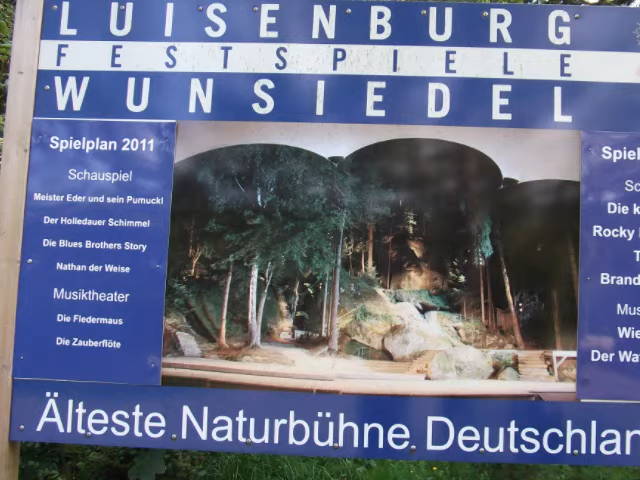 LUISENBURG
FESTSPIELE
WUNSIEDEL
Spielplan 2011
Schauspiel
Meister Eder und sein Pumuckl
Der Holledauer Schimmel
Die Blues Brothers Story
Nathan der Weise
Musiktheater
Die Fledermaus
Die Zauberflöte
Spiel
Sc
Die k
Rocky
T
Brand
Mus
Wie
Der Wa
Älteste Naturbühne Deutschlan